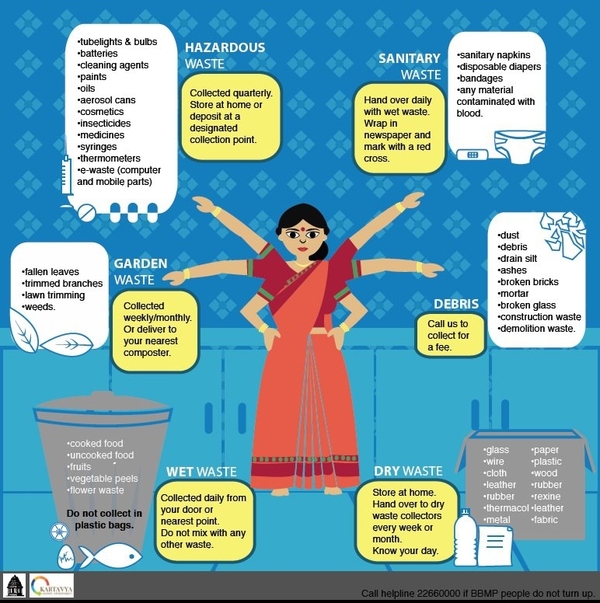 •tubelights & bulbs
•batteries
•cleaning agents
•paints
•oils
•aerosol cans
•cosmetics
•insecticides
•medicines
•syringes
•thermometers
•e-waste (computer
and mobile parts)
HAZARDOUS
WASTE
Collected quarterly.
Store at home or
deposit at a
designated
collection point.
SANITARY
WASTE
Hand over daily
with wet waste.
Wrap in
newspaper and
mark with a red
cross.
•sanitary napkins
•disposable diapers
•bandages
•any material
contaminated with
blood.
•fallen leaves
•trimmed branches
•lawn trimming
•weeds.
GARDEN
WASTE
Collected
weekly/monthly.
Or deliver to
your nearest
composter.
DEBRIS
Call us to
collect for
a fee.
•dust
•debris
•drain silt
•ashes
•broken bricks
•mortar
•broken glass
•construction waste
•demolition waste.
•cooked food
•uncooked food
•fruits
•vegetable peels
•flower waste
Do not collect in
plastic bags.
WET WASTE
Collected daily from
your door or
nearest point.
Do not mix with any
other waste.
DRY WASTE
Store at home.
Hand over to dry
waste collectors
every week or
month.
Know your day.
•glass •paper
•wire •plastic
•cloth •wood
•leather •rubber
•rubber •rexine
•thermacol •leather
•metal •fabric
KARTAVYA
Call helpline 22660000 if BBMP people do not turn up.